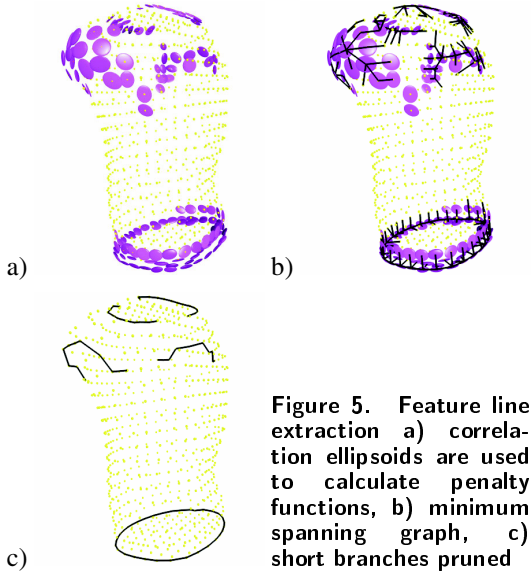 a)
b)
c)
Figure 5. Feature line
extraction a) correla-
tion ellipsoids are used
to calculate penalty
functions, b) minimum
spanning graph, c)
short branches pruned